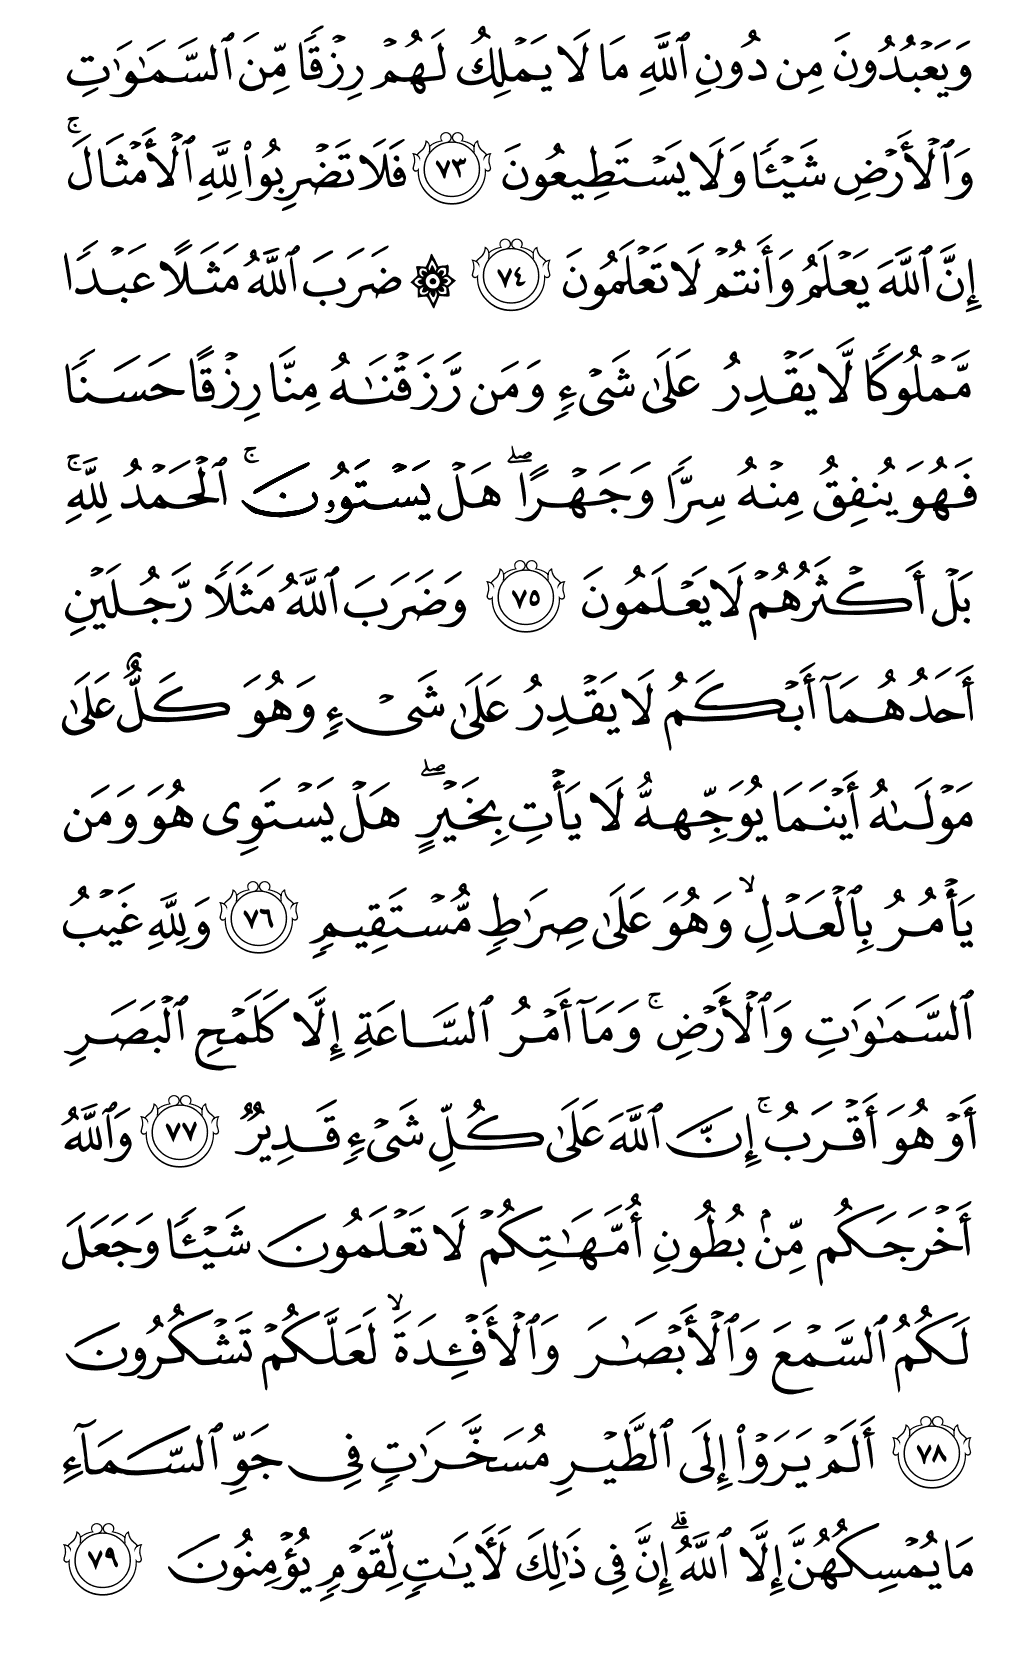 وَيَعۡبُدُونَ مِن دُونِ ٱللَّهِ مَا لَا يَمۡلِكُ لَهُمۡ رِزۡقٗا مِّنَ ٱلسَّمَٰوَٰتِ
وَٱلۡأَرۡضِ شَيۡـٔٗا وَلَا يَسۡتَطِيعُونَ ٧٣ فَلَا تَضۡرِبُواْ لِلَّهِ ٱلۡأَمۡثَالَۚ
إِنَّ ٱللَّهَ يَعۡلَمُ وَأَنتُمۡ لَا تَعۡلَمُونَ ٧٤ ۞ ضَرَبَ ٱللَّهُ مَثَلًا عَبۡدٗا
مَّمۡلُوكٗا لَّا يَقۡدِرُ عَلَىٰ شَيۡءٖ وَمَن رَّزَقۡنَٰهُ مِنَّا رِزۡقًا حَسَنٗا
فَهُوَ يُنفِقُ مِنۡهُ سِرّٗا وَجَهۡرًاۖ هَلۡ يَسۡتَوُۥنَۚ ٱلۡحَمۡدُ لِلَّهِۚ
بَلۡ أَكۡثَرُهُمۡ لَا يَعۡلَمُونَ ٧٥ وَضَرَبَ ٱللَّهُ مَثَلٗا رَّجُلَيۡنِ
أَحَدُهُمَآ أَبۡكَمُ لَا يَقۡدِرُ عَلَىٰ شَيۡءٖ وَهُوَ كَلٌّ عَلَىٰ
مَوۡلَىٰهُ أَيۡنَمَا يُوَجِّههُّ لَا يَأۡتِ بِخَيۡرٍۖ هَلۡ يَسۡتَوِي هُوَ وَمَن
يَأۡمُرُ بِٱلۡعَدۡلِۙ وَهُوَ عَلَىٰ صِرَٰطٖ مُّسۡتَقِيمٖ ٧٦ وَلِلَّهِ غَيۡبُ
ٱلسَّمَٰوَٰتِ وَٱلۡأَرۡضِۚ وَمَآ أَمۡرُ ٱلسَّاعَةِ إِلَّا كَلَمۡحِ ٱلۡبَصَرِ
أَوۡ هُوَ أَقۡرَبُۚ إِنَّ ٱللَّهَ عَلَىٰ كُلِّ شَيۡءٖ قَدِيرٞ ٧٧ وَٱللَّهُ
أَخۡرَجَكُم مِّنۢ بُطُونِ أُمَّهَٰتِكُمۡ لَا تَعۡلَمُونَ شَيۡـٔٗا وَجَعَلَ
لَكُمُ ٱلسَّمۡعَ وَٱلۡأَبۡصَٰرَ وَٱلۡأَفۡـِٔدَةَۙ لَعَلَّكُمۡ تَشۡكُرُونَ
٧٨ أَلَمۡ يَرَوۡاْ إِلَى ٱلطَّيۡرِ مُسَخَّرَٰتٖ فِي جَوِّ ٱلسَّمَآءِ
مَا يُمۡسِكُهُنَّ إِلَّا ٱللَّهُۚ إِنَّ فِي ذَٰلِكَ لَأٓيَٰتٖ لِّقَوۡمٖ يُؤۡمِنُونَ ٧٩